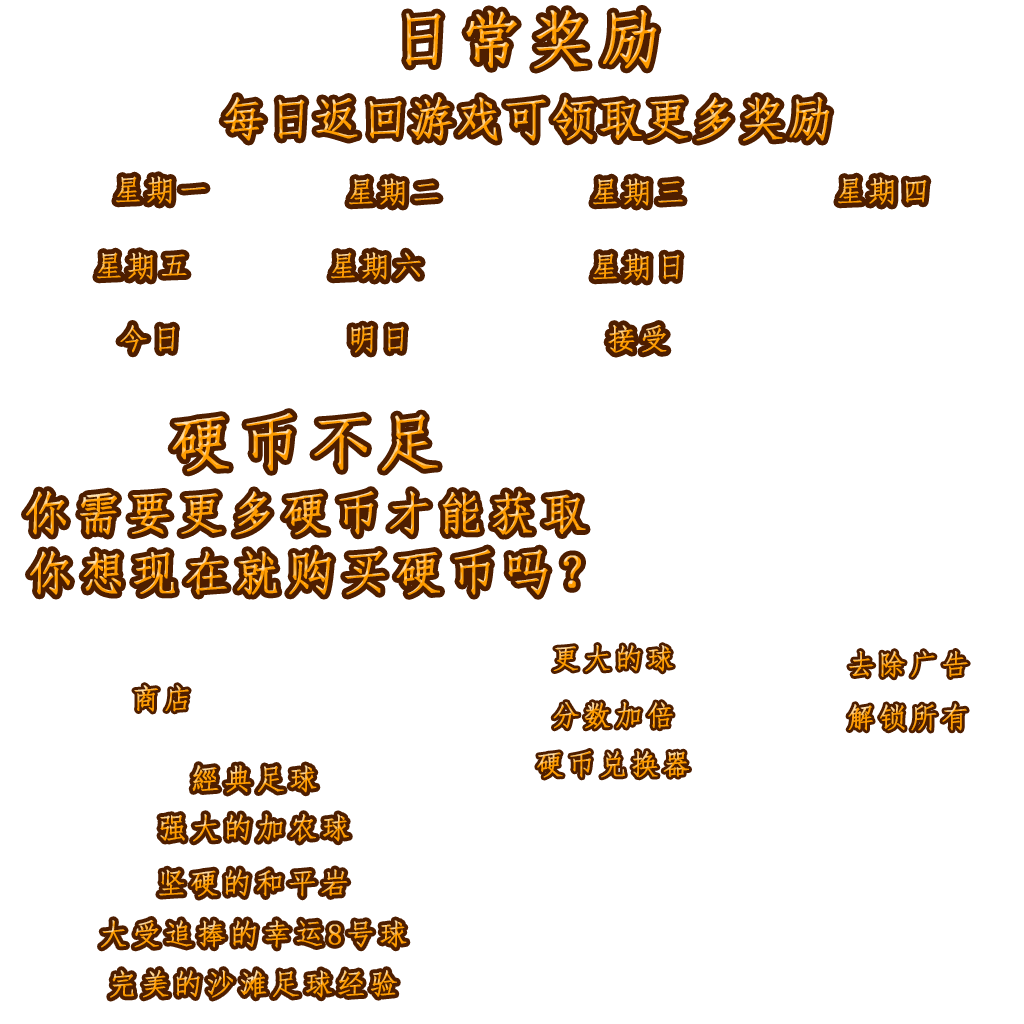 日常奖励
每日返回游戏可领取更多奖励
星期一 星期二 星期三 星期四
星期五 星期六 星期日
今日 明日 接受
硬币不足
你需要更多硬币才能获取
你想现在就购买硬币吗？
更大的球 去除广告
商店
分数加倍 解锁所有
硬币兑换器
經典足球
强大的加农球
坚硬的和平岩
大受追捧的幸运8号球
完美的沙滩足球经验